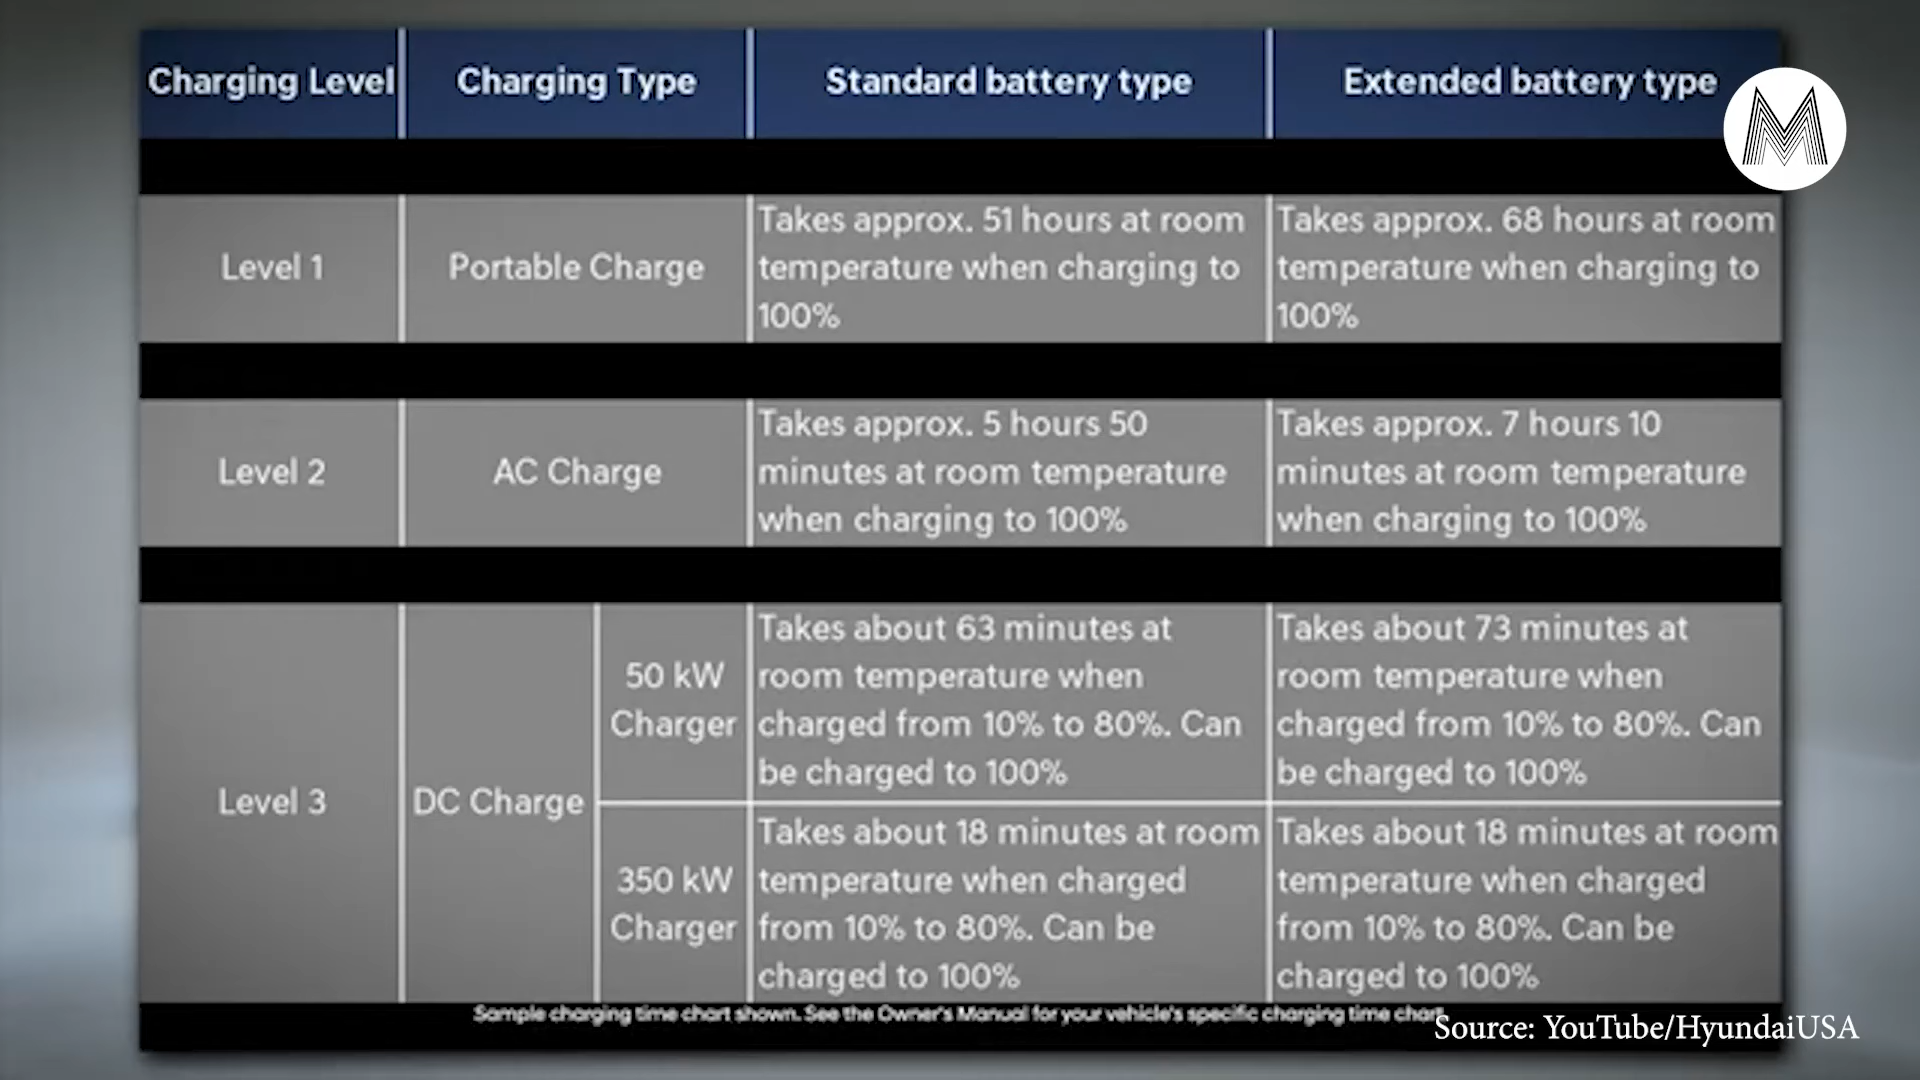 Charging Level
Charging Type
Standard battery type
Extended battery type
M
Level 1
Portable Charge
Takes approx. 51 hours at room
temperature when charging to
100%
Takes approx. 68 hours at room
temperature when charging to
100%
Level 2
AC Charge
Takes approx. 5 hours 50
minutes at room temperature
when charging to 100%
Takes approx. 7 hours 10
minutes at room temperature
when charging to 100%
Level 3
DC Charge
50 kW
Charger
Takes about 63 minutes at
room temperature when
charged from 10% to 80%. Can
be charged to 100%
Takes about 73 minutes at
room temperature when
charged from 10% to 80%. Can
be charged to 100%
350 kW
Charger
Takes about 18 minutes at room
temperature when charged
from 10% to 80%. Can be
charged to 100%
Takes about 18 minutes at room
temperature when charged
from 10% to 80%. Can be
charged to 100%
Sample charging time chart shown. See the Owner's Manual for your vehicle's specific charging time chart.
Source: YouTube/HyundaiUSA